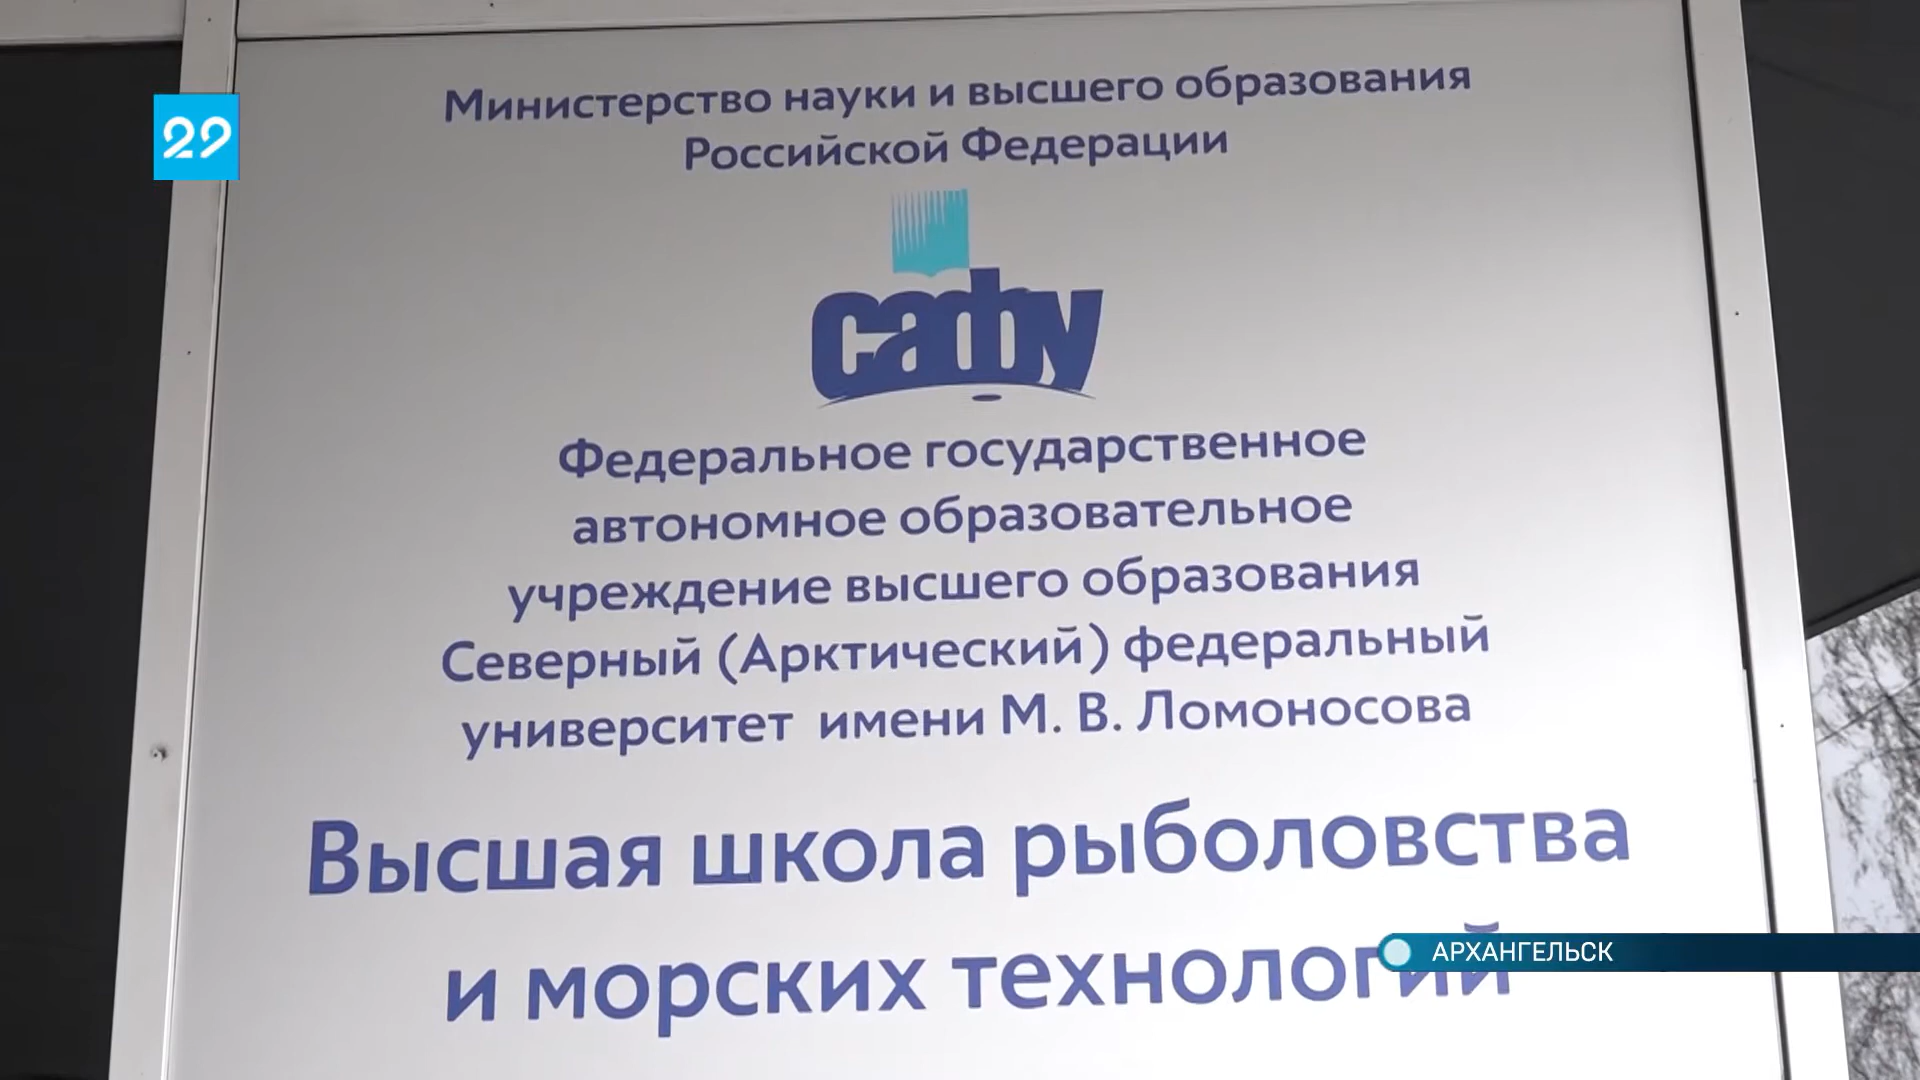 29
Министерство науки и высшего образования
Российской Федерации
сафу
Федеральное государственное
автономное образовательное
учреждение высшего образования
Северный (Арктический) федеральный
университет имени М. В. Ломоносова
Высшая школа рыболовства
и морских технологий
АРХАНГЕЛЬСК